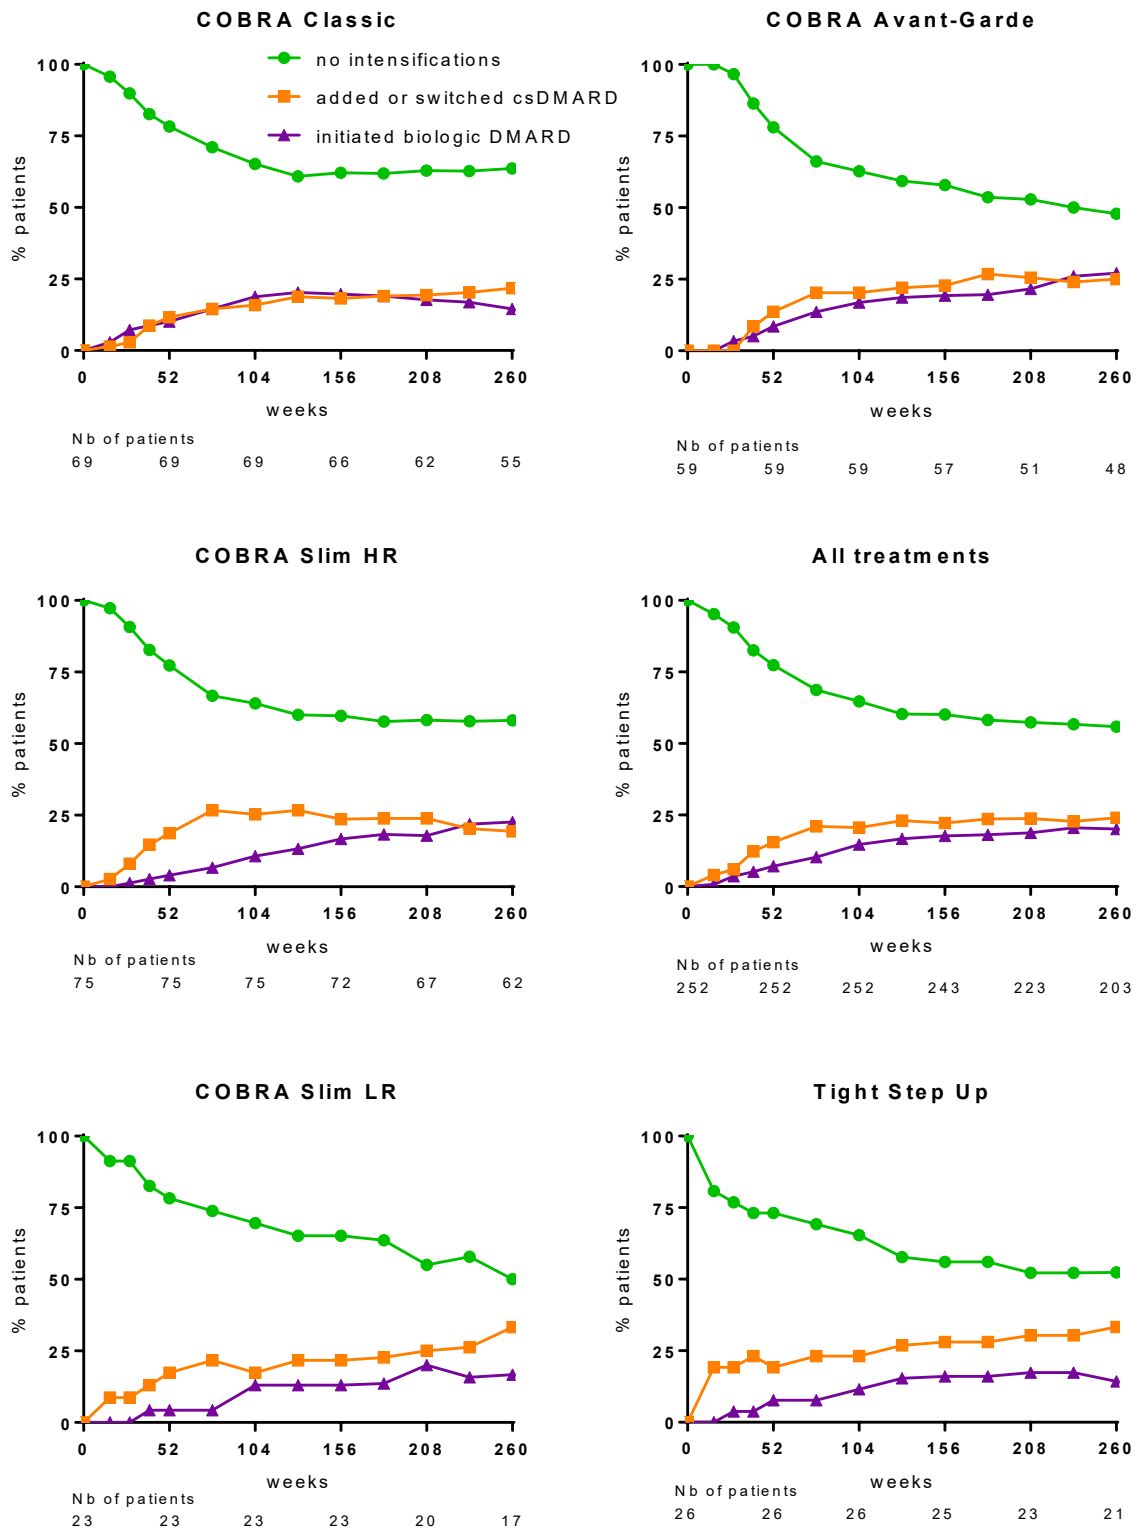 COBRA Classic
no intensifications
added or switched csDMARD
initiated biologic DMARD
100
75
50
25
0
% patients
0 52 104 156 208 260
weeks
Nb of patients
69 69 69 66 62 55
COBRA Avant-Garde
100
75
50
25
0
% patients
0 52 104 156 208 260
weeks
Nb of patients
59 59 59 57 51 48
COBRA Slim HR
100
75
50
25
0
% patients
0 52 104 156 208 260
weeks
Nb of patients
75 75 75 72 67 62
All treatments
100
75
50
25
0
% patients
0 52 104 156 208 260
weeks
Nb of patients
252 252 252 243 223 203
COBRA Slim LR
100
75
50
25
0
% patients
0 52 104 156 208 260
weeks
Nb of patients
23 23 23 23 20 17
Tight Step Up
100
75
50
25
0
% patients
0 52 104 156 208 260
weeks
Nb of patients
26 26 26 25 23 21